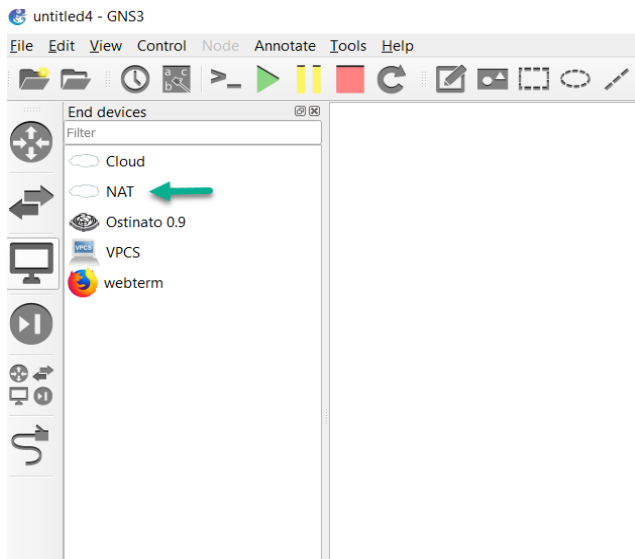 untitled4 - GNS3
File Edit View Control Node Annotate Tools Help
a c
b
>_
End devices
Filter
Cloud
NAT
Ostinato 0.9
VPCS
VPCS
webterm